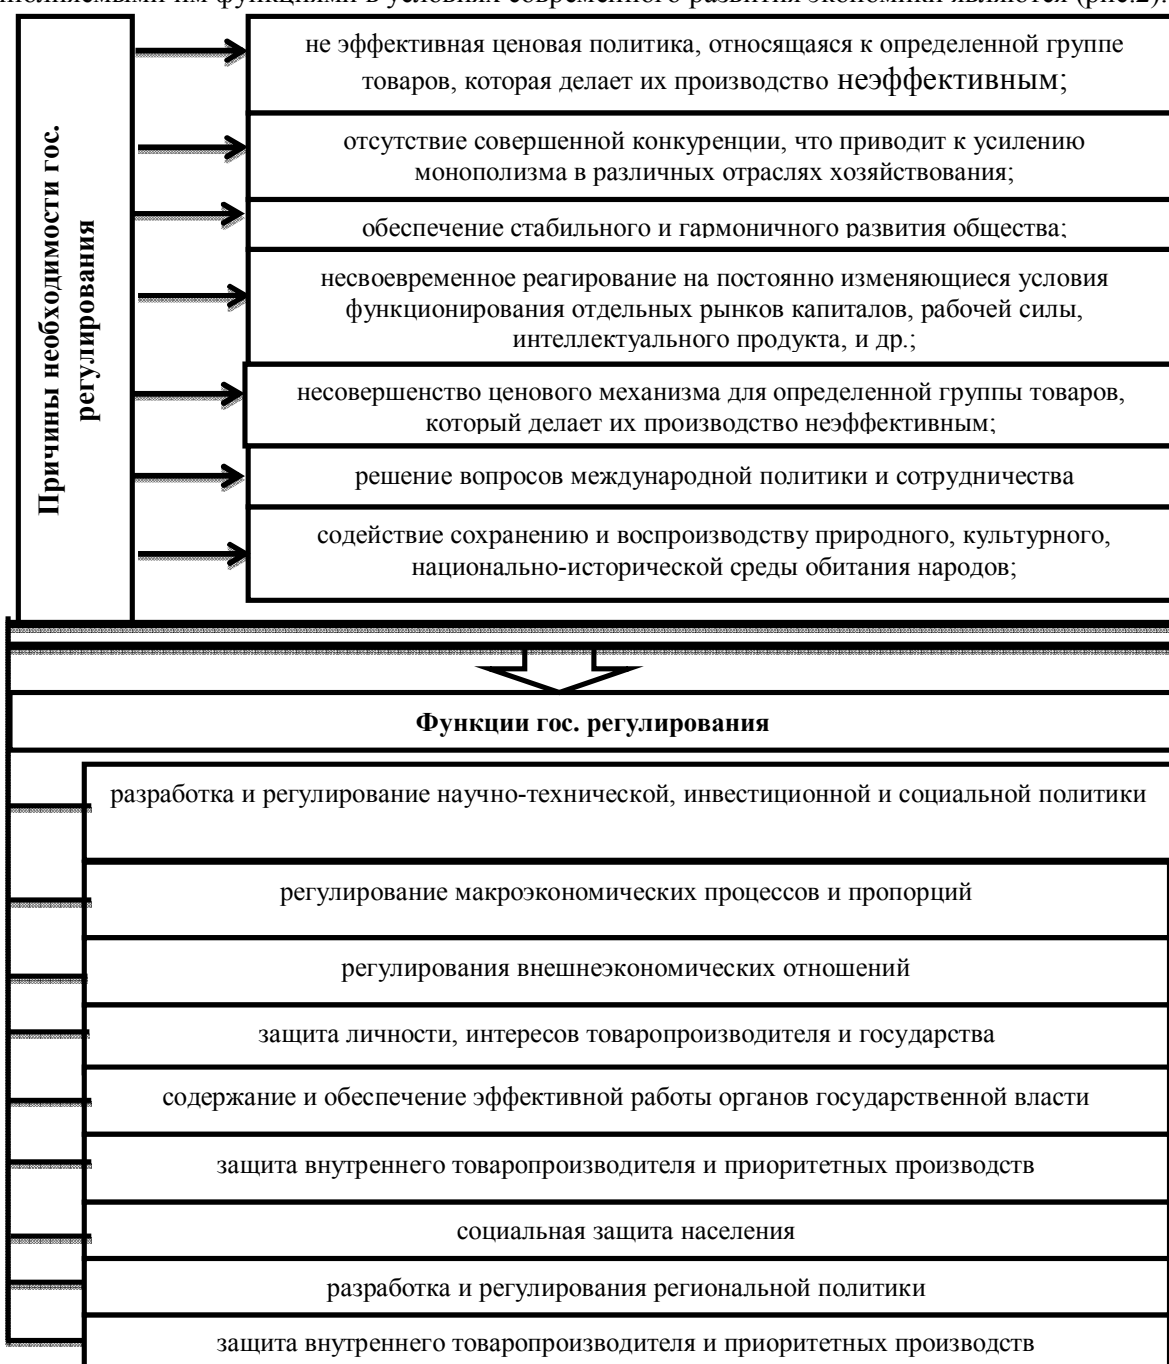 функциями в условиях современного развития экономики являются (рис.2).
Причины необходимости гос.
регулирования
не эффективная ценовая политика, относящаяся к определенной группе
товаров, которая делает их производство неэффективным;
отсутствие совершенной конкуренции, что приводит к усилению
монополизма в различных отраслях хозяйствования;
обеспечение стабильного и гармоничного развития общества;
несвоевременное реагирование на постоянно изменяющиеся условия
функционирования отдельных рынков капиталов, рабочей силы,
интеллектуального продукта, и др.;
несовершенство ценового механизма для определенной группы товаров,
который делает их производство неэффективным;
решение вопросов международной политики и сотрудничества
содействие сохранению и воспроизводству природного, культурного,
национально-исторической среды обитания народов;
Функции гос. регулирования
разработка и регулирование научно-технической, инвестиционной и социальной политики
регулирование макроэкономических процессов и пропорций
регулирования внешнеэкономических отношений
защита личности, интересов товаропроизводителя и государства
содержание и обеспечение эффективной работы органов государственной власти
защита внутреннего товаропроизводителя и приоритетных производств
социальная защита населения
разработка и регулирования региональной политики
защита внутреннего товаропроизводителя и приоритетных производств